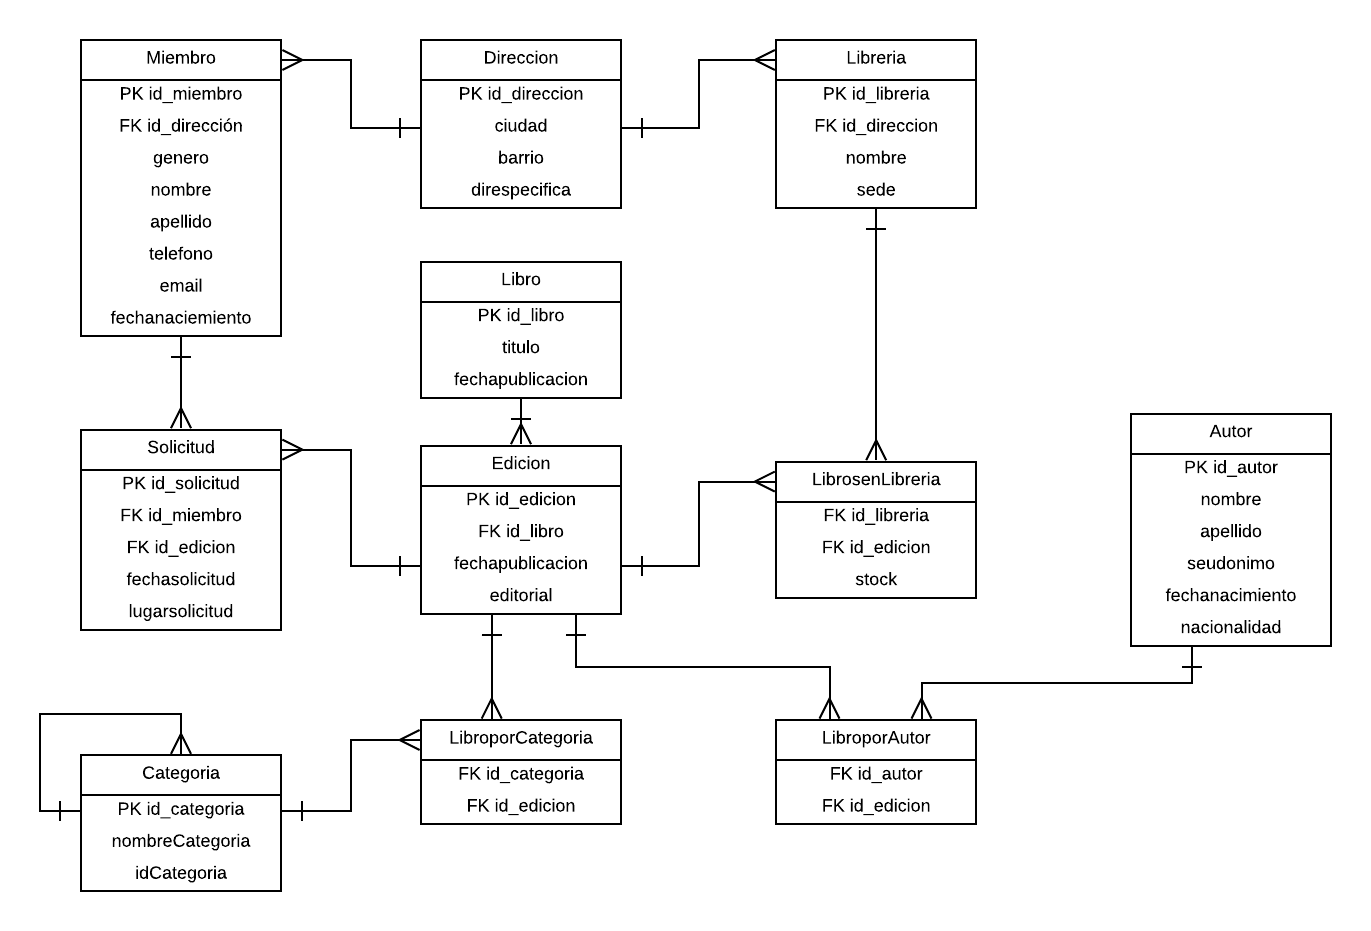 Miembro
PK id_miembro
FK id_dirección
genero
nombre
apellido
telefono
email
fechanaciemiento
Direccion
PK id_direccion
ciudad
barrio
direspecifica
Libreria
PK id_libreria
FK id_direccion
nombre
sede
Libro
PK id_libro
titulo
fechapublicacion
Solicitud
PK id_solicitud
FK id_miembro
FK id_edicion
fechasolicitud
lugarsolicitud
Edicion
PK id_edicion
FK id_libro
fechapublicacion
editorial
LibrosenLibreria
FK id_libreria
FK id_edicion
stock
Autor
PK id_autor
nombre
apellido
seudonimo
fechanacimiento
nacionalidad
Categoria
PK id_categoria
nombreCategoria
idCategoria
LibroporCategoria
FK id_categoria
FK id_edicion
LibroporAutor
FK id_autor
FK id_edicion